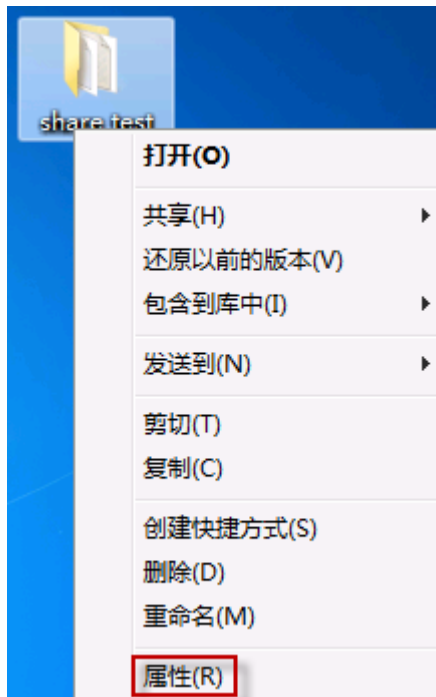 share test
打开(O)
共享(H)
还原以前的版本(V)
包含到库中(I)
发送到(N)
剪切(T)
复制(C)
创建快捷方式(S)
删除(D)
重命名(M)
属性(R)